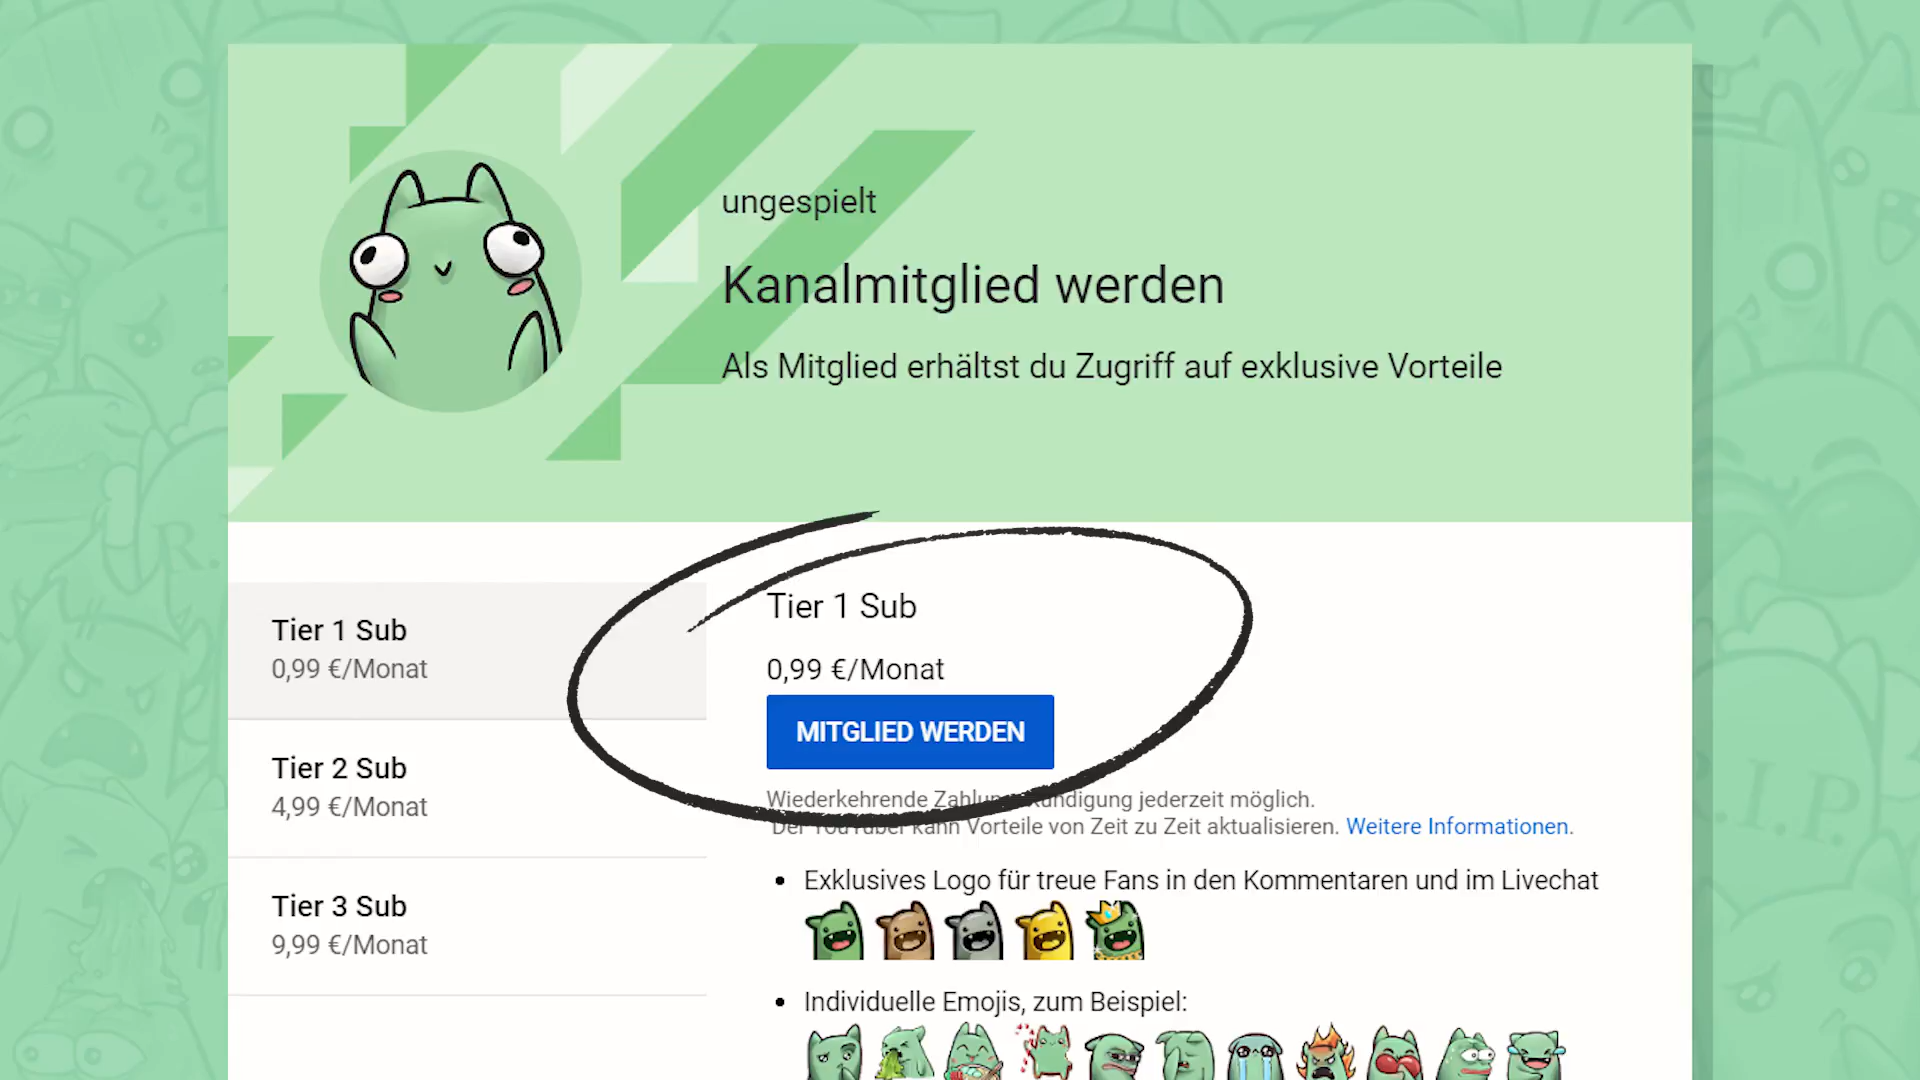 ungespielt
Kanalmitglied werden
Als Mitglied erhältst du Zugriff auf exklusive Vorteile
Tier 1 Sub
0,99 €/Monat
Tier 2 Sub
4,99 €/Monat
Tier 3 Sub
9,99 €/Monat
Tier 1 Sub
0,99 €/Monat
MITGLIED WERDEN
Wiederkehrende Zahlung. Kündigung jederzeit möglich.
Der YouTuber kann Vorteile von Zeit zu Zeit aktualisieren. Weitere Informationen.
• Exklusives Logo für treue Fans in den Kommentaren und im Livechat
• Individuelle Emojis, zum Beispiel:
R.
R.I.P.